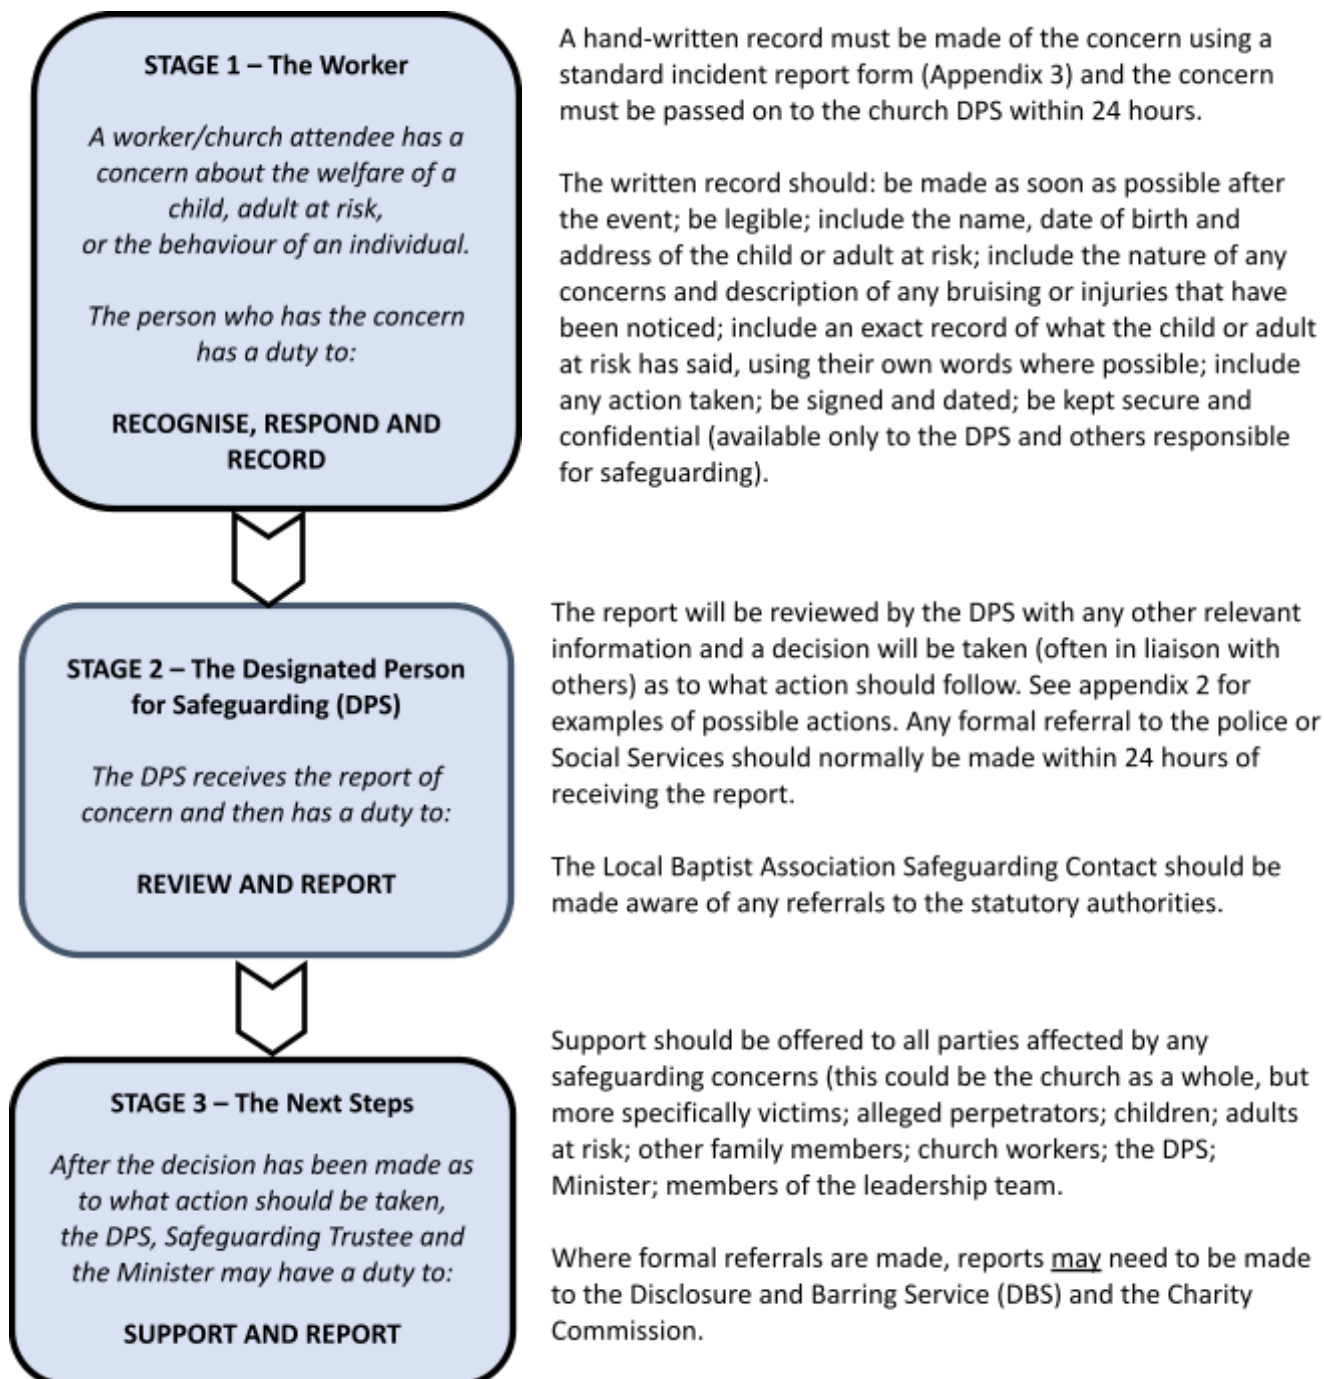 STAGE 1 – The Worker
A worker/church attendee has a
concern about the welfare of a
child, adult at risk,
or the behaviour of an individual.
The person who has the concern
has a duty to:
RECOGNISE, RESPOND AND
RECORD
A hand-written record must be made of the concern using a
standard incident report form (Appendix 3) and the concern
must be passed on to the church DPS within 24 hours.
The written record should: be made as soon as possible after
the event; be legible; include the name, date of birth and
address of the child or adult at risk; include the nature of any
concerns and description of any bruising or injuries that have
been noticed; include an exact record of what the child or adult
at risk has said, using their own words where possible; include
any action taken; be signed and dated; be kept secure and
confidential (available only to the DPS and others responsible
for safeguarding).
STAGE 2 – The Designated Person
for Safeguarding (DPS)
The DPS receives the report of
concern and then has a duty to:
REVIEW AND REPORT
The report will be reviewed by the DPS with any other relevant
information and a decision will be taken (often in liaison with
others) as to what action should follow. See appendix 2 for
examples of possible actions. Any formal referral to the police or
Social Services should normally be made within 24 hours of
receiving the report.
The Local Baptist Association Safeguarding Contact should be
made aware of any referrals to the statutory authorities.
STAGE 3 – The Next Steps
After the decision has been made as
to what action should be taken,
the DPS, Safeguarding Trustee and
the Minister may have a duty to:
SUPPORT AND REPORT
Support should be offered to all parties affected by any
safeguarding concerns (this could be the church as a whole, but
more specifically victims; alleged perpetrators; children; adults
at risk; other family members; church workers; the DPS;
Minister; members of the leadership team.
Where formal referrals are made, reports may need to be made
to the Disclosure and Barring Service (DBS) and the Charity
Commission.